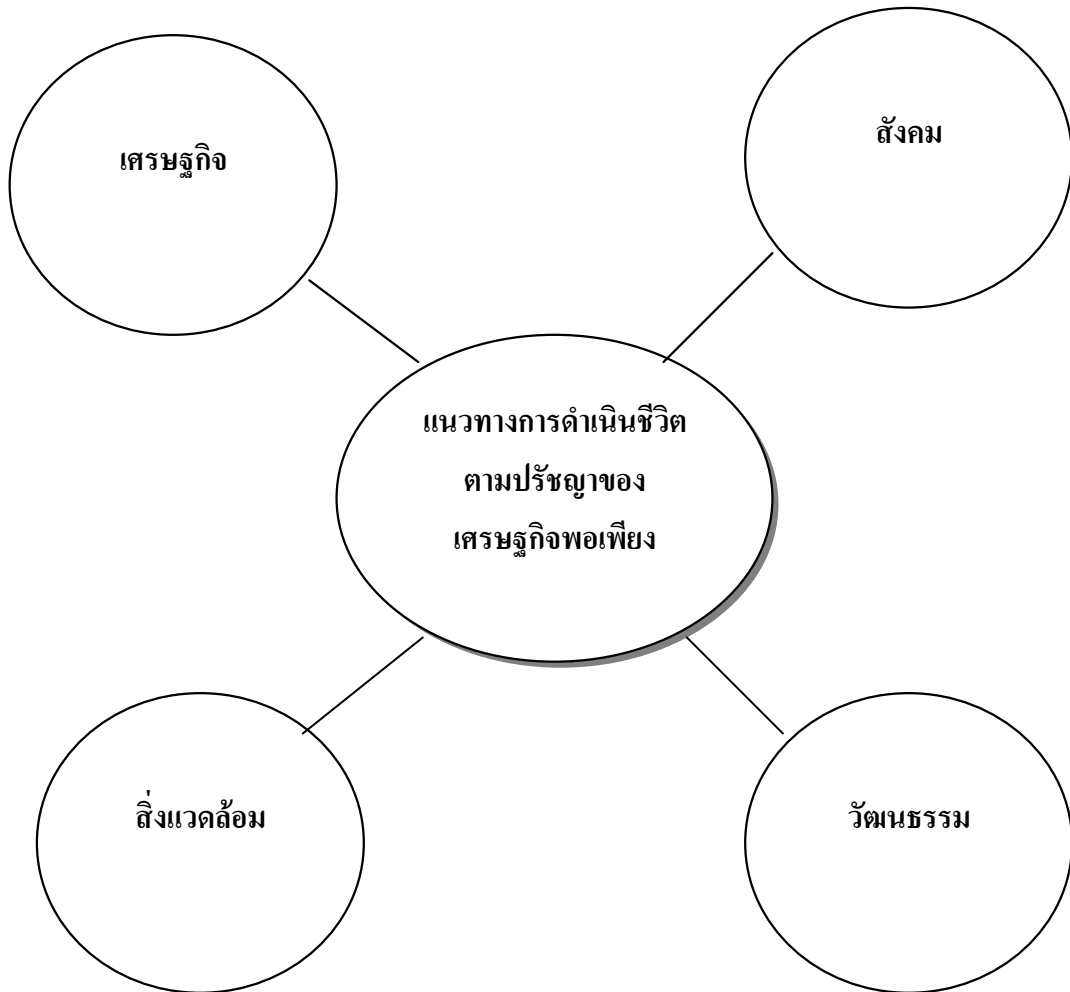 เศรษฐกิจ
สังคม
แนวทางการดำเนินชีวิต
ตามปรัชญาของ
เศรษฐกิจพอเพียง
สิ่งแวดล้อม
วัฒนธรรม